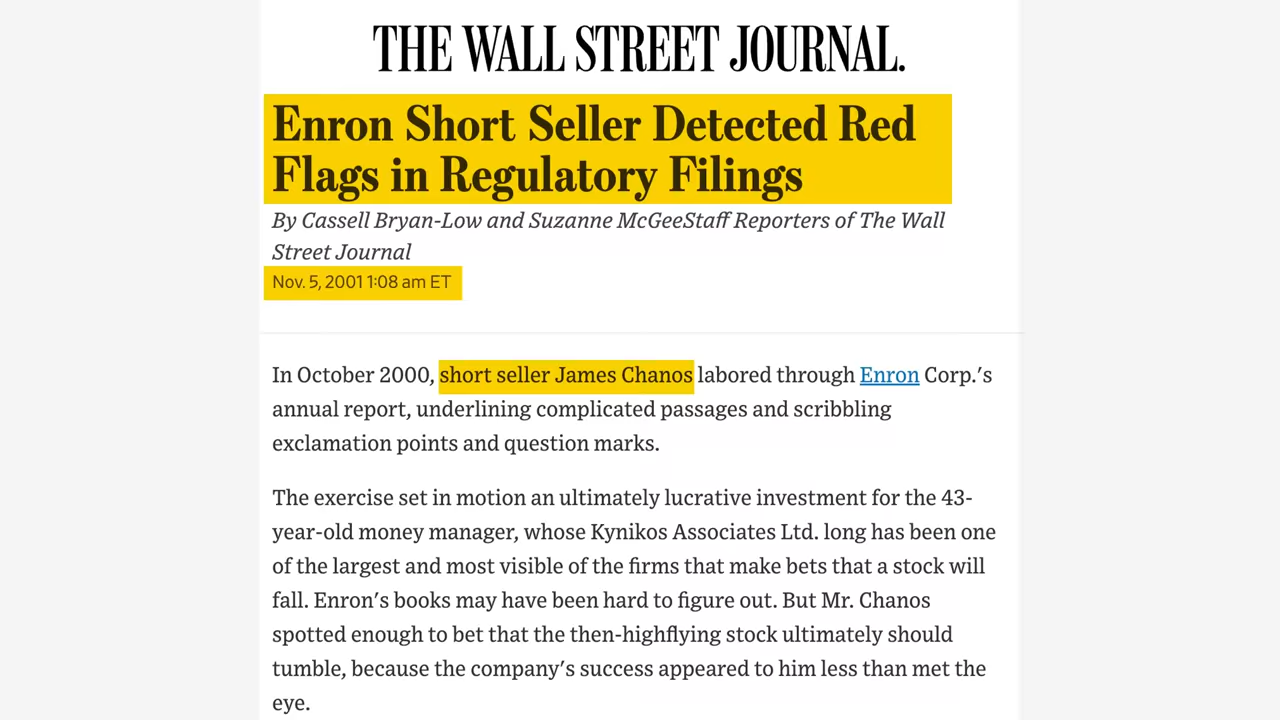 THE WALL STREET JOURNAL.
Enron Short Seller Detected Red
Flags in Regulatory Filings
By Cassell Bryan-Low and Suzanne McGeeStaff Reporters of The Wall
Street Journal
Nov. 5, 2001 1:08 am ET
In October 2000, short seller James Chanos labored through Enron Corp.'s
annual report, underlining complicated passages and scribbling
exclamation points and question marks.
The exercise set in motion an ultimately lucrative investment for the 43-
year-old money manager, whose Kynikos Associates Ltd. long has been one
of the largest and most visible of the firms that make bets that a stock will
fall. Enron's books may have been hard to figure out. But Mr. Chanos
spotted enough to bet that the then-highflying stock ultimately should
tumble, because the company's success appeared to him less than met the
eye.